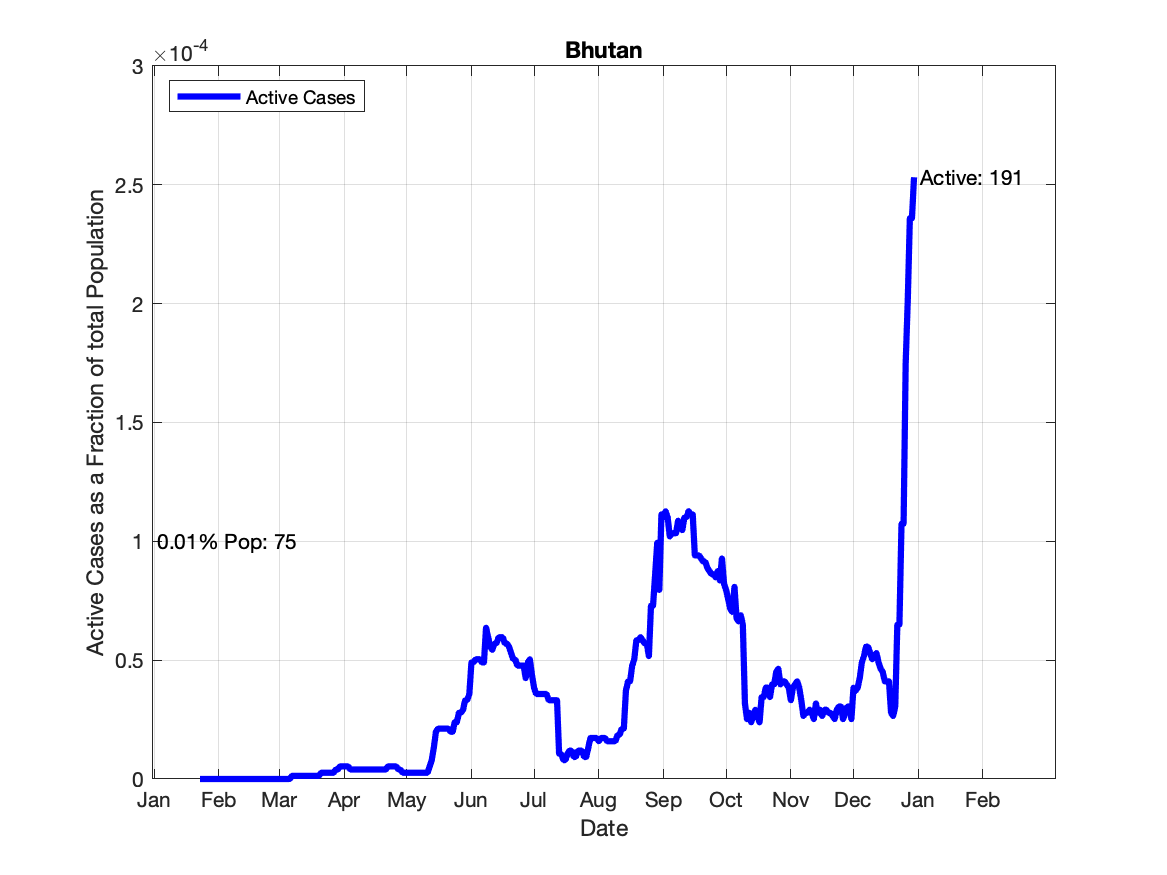 Bhutan
×10-4
3
2.5
2
1.5
1
0.5
0
Active Cases
Active: 191
0.01% Pop: 75
Active Cases as a Fraction of total Population
Jan Feb Mar Apr May Jun Jul Aug Sep Oct Nov Dec Jan Feb
Date